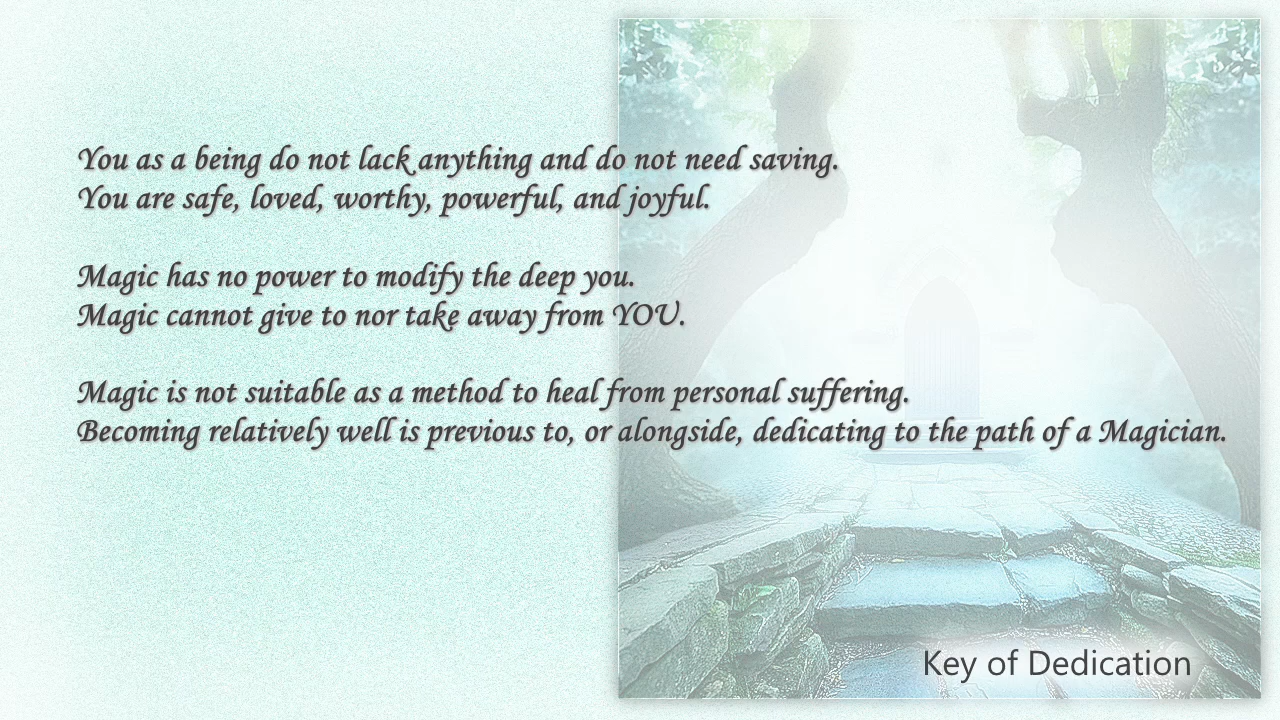 You as a being do not lack anything and do not need saving.
You are safe, loved, worthy, powerful, and joyful.
Magic has no power to modify the deep you.
Magic cannot give to nor take away from YOU.
Magic is not suitable as a method to heal from personal suffering.
Becoming relatively well is previous to, or alongside, dedicating to the path of a Magician.
Key of Dedication